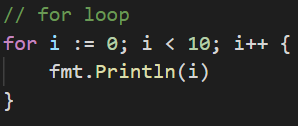 // for loop
for i := 0; i < 10; i++ {
    fmt.Println(i)
}